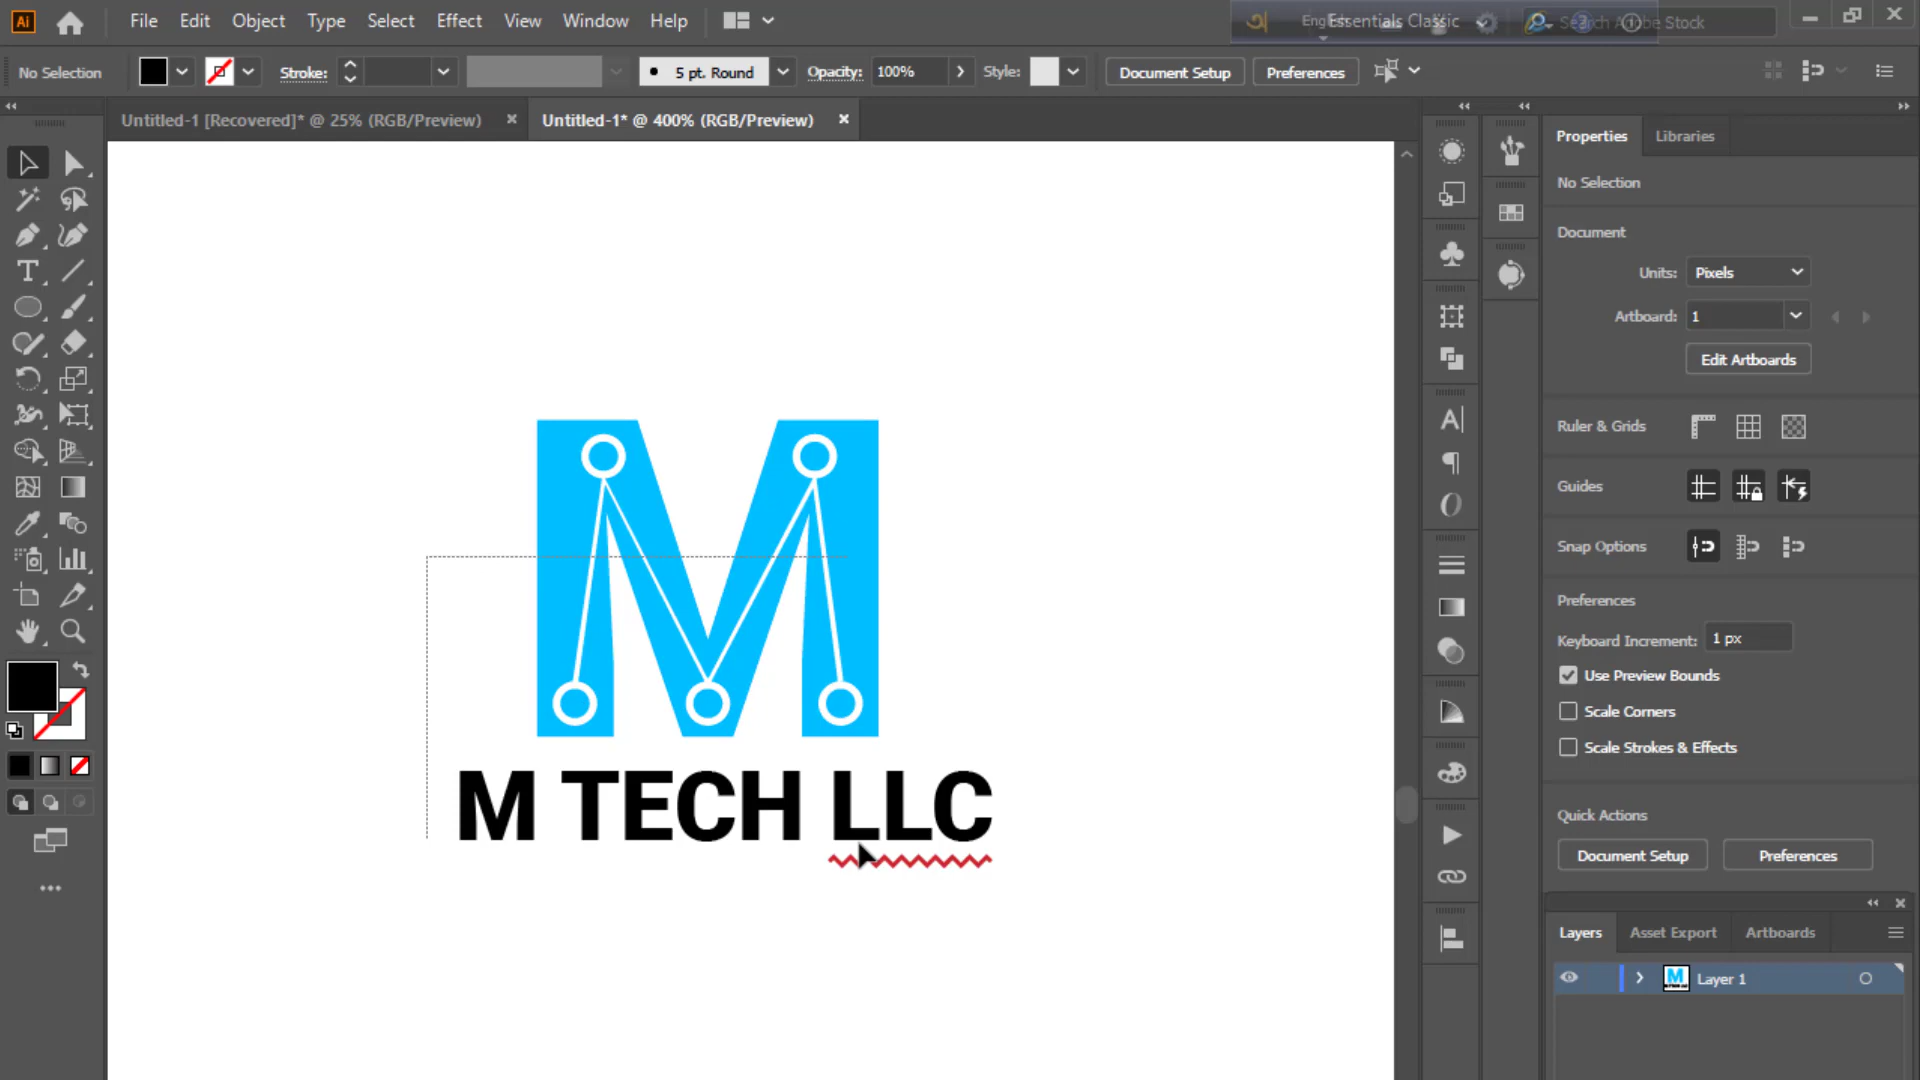 Ai File Edit Object Type Select Effect View Window Help
Essentials Classic
No Selection Stroke: 5 pt. Round Opacity: 100% Style: Document Setup Preferences
Untitled-1 [Recovered]* @ 25% (RGB/Preview) Untitled-1* @ 400% (RGB/Preview)
Properties Libraries
No Selection
Document
Units: Pixels
Artboard: 1
Edit Artboards
Ruler & Grids
Guides
Snap Options
Preferences
Keyboard Increment: 1 px
Use Preview Bounds
Scale Corners
Scale Strokes & Effects
Quick Actions
Document Setup Preferences
Layers Asset Export Artboards
Layer 1
M
M TECH LLC